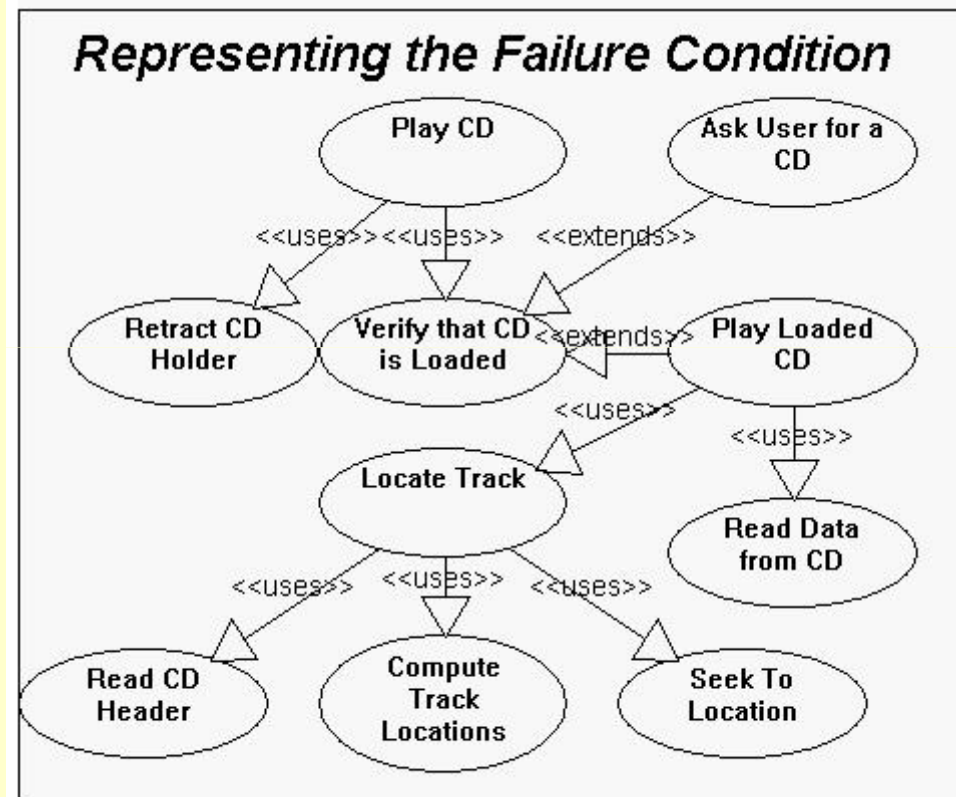 Representing the Failure Condition
Play CD
Ask User for a
CD
<<uses>>
<<uses>>
<<extends>>
Retract CD
Holder
Verify that CD
is Loaded
<<extends>>
Play Loaded
CD
<<uses>>
<<uses>>
Locate Track
Read Data
from CD
<<uses>>
<<uses>>
<<uses>>
Read CD
Header
Compute
Track
Locations
Seek To
Location